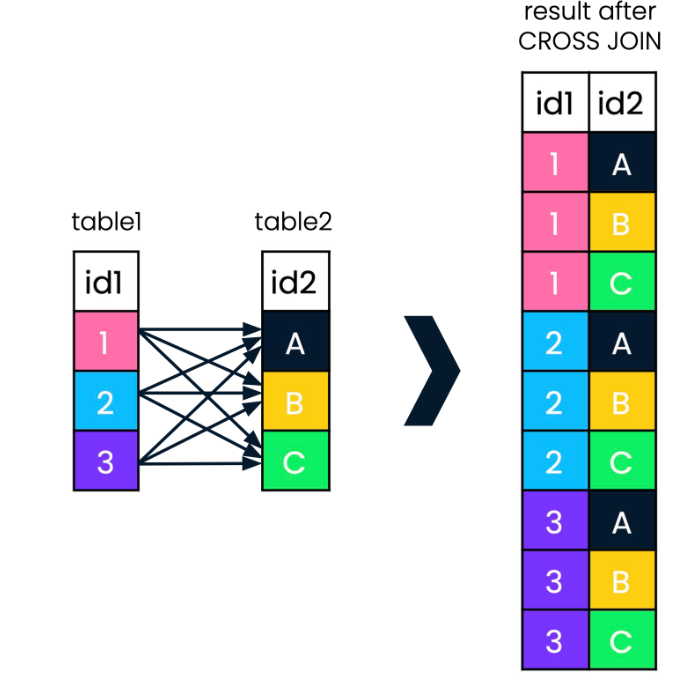 result after
CROSS JOIN
id1 id2
1 A
1 B
1 C
2 A
2 B
2 C
3 A
3 B
3 C
table1
id1
1
2
3
table2
id2
A
B
C